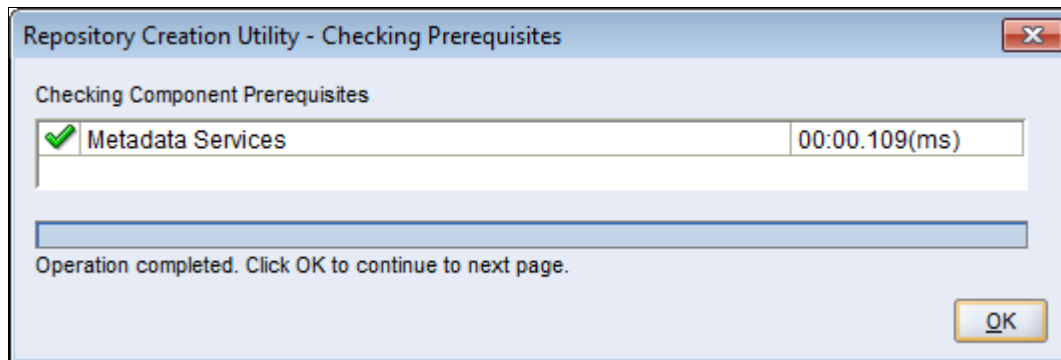 Repository Creation Utility - Checking Prerequisites
Checking Component Prerequisites
Metadata Services 00:00.109(ms)
Operation completed. Click OK to continue to next page.
OK